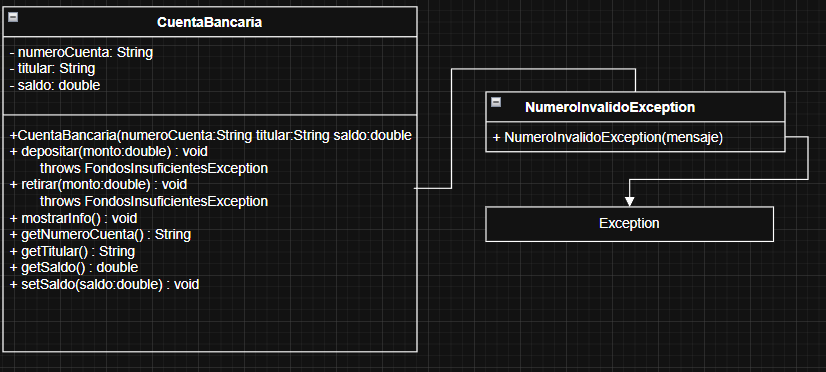 CuentaBancaria
- numeroCuenta: String
- titular: String
- saldo: double
+CuentaBancaria(numeroCuenta:String titular:String saldo:double
+ depositar(monto:double) : void
throws FondosInsuficientesException
+ retirar(monto:double) : void
throws FondosInsuficientesException
+ mostrarInfo() : void
+ getNumeroCuenta() : String
+ getTitular() : String
+ getSaldo() : double
+ setSaldo(saldo:double) : void
NumeroInvalidoException
+ NumeroInvalidoException(mensaje)
Exception